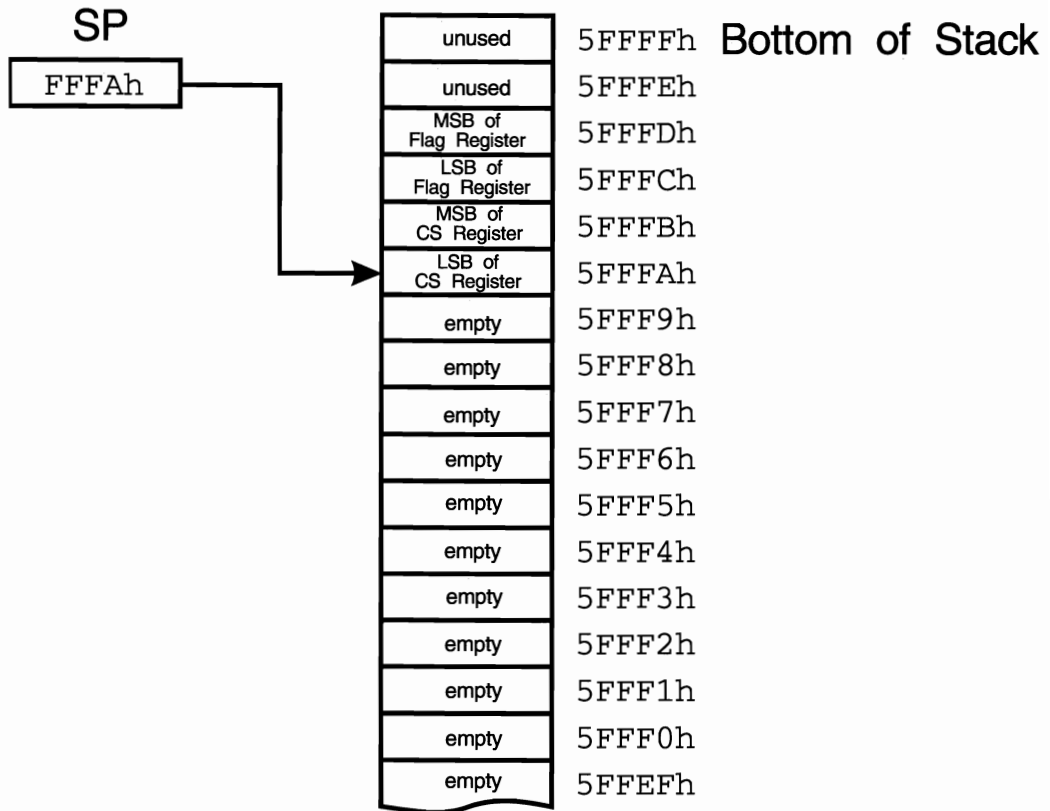 SP
FFFAh
unused 5FFFFh Bottom of Stack
unused 5FFFEh
MSB of
Flag Register 5FFFDh
LSB of
Flag Register 5FFFCh
MSB of
CS Register 5FFFBh
LSB of
CS Register 5FFFAh
empty 5FFF9h
empty 5FFF8h
empty 5FFF7h
empty 5FFF6h
empty 5FFF5h
empty 5FFF4h
empty 5FFF3h
empty 5FFF2h
empty 5FFF1h
empty 5FFF0h
empty 5FFEFh